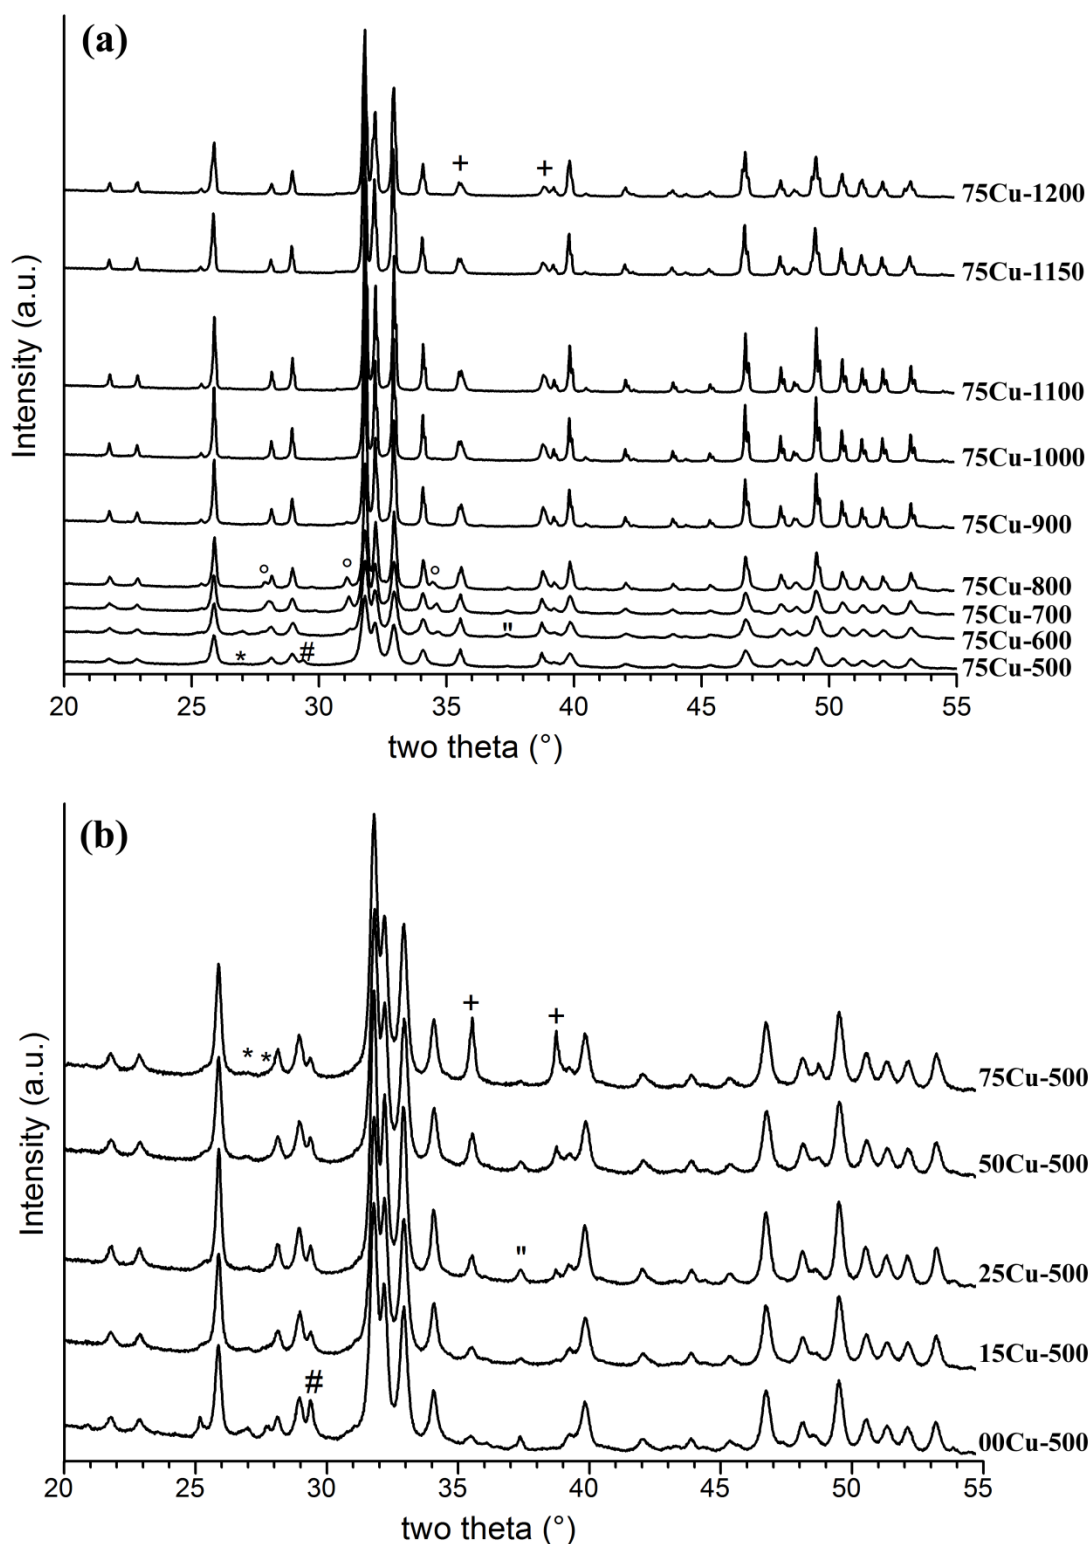 (a)
+ +
75Cu-1200
75Cu-1150
75Cu-1100
75Cu-1000
75Cu-900
° ° °
75Cu-800
75Cu-700
"
75Cu-600
* #
75Cu-500
Intensity (a.u.)
20 25 30 35 40 45 50 55
two theta (°)
(b)
+ +
* *
75Cu-500
50Cu-500
"
25Cu-500
15Cu-500
#
00Cu-500
Intensity (a.u.)
20 25 30 35 40 45 50 55
two theta (°)